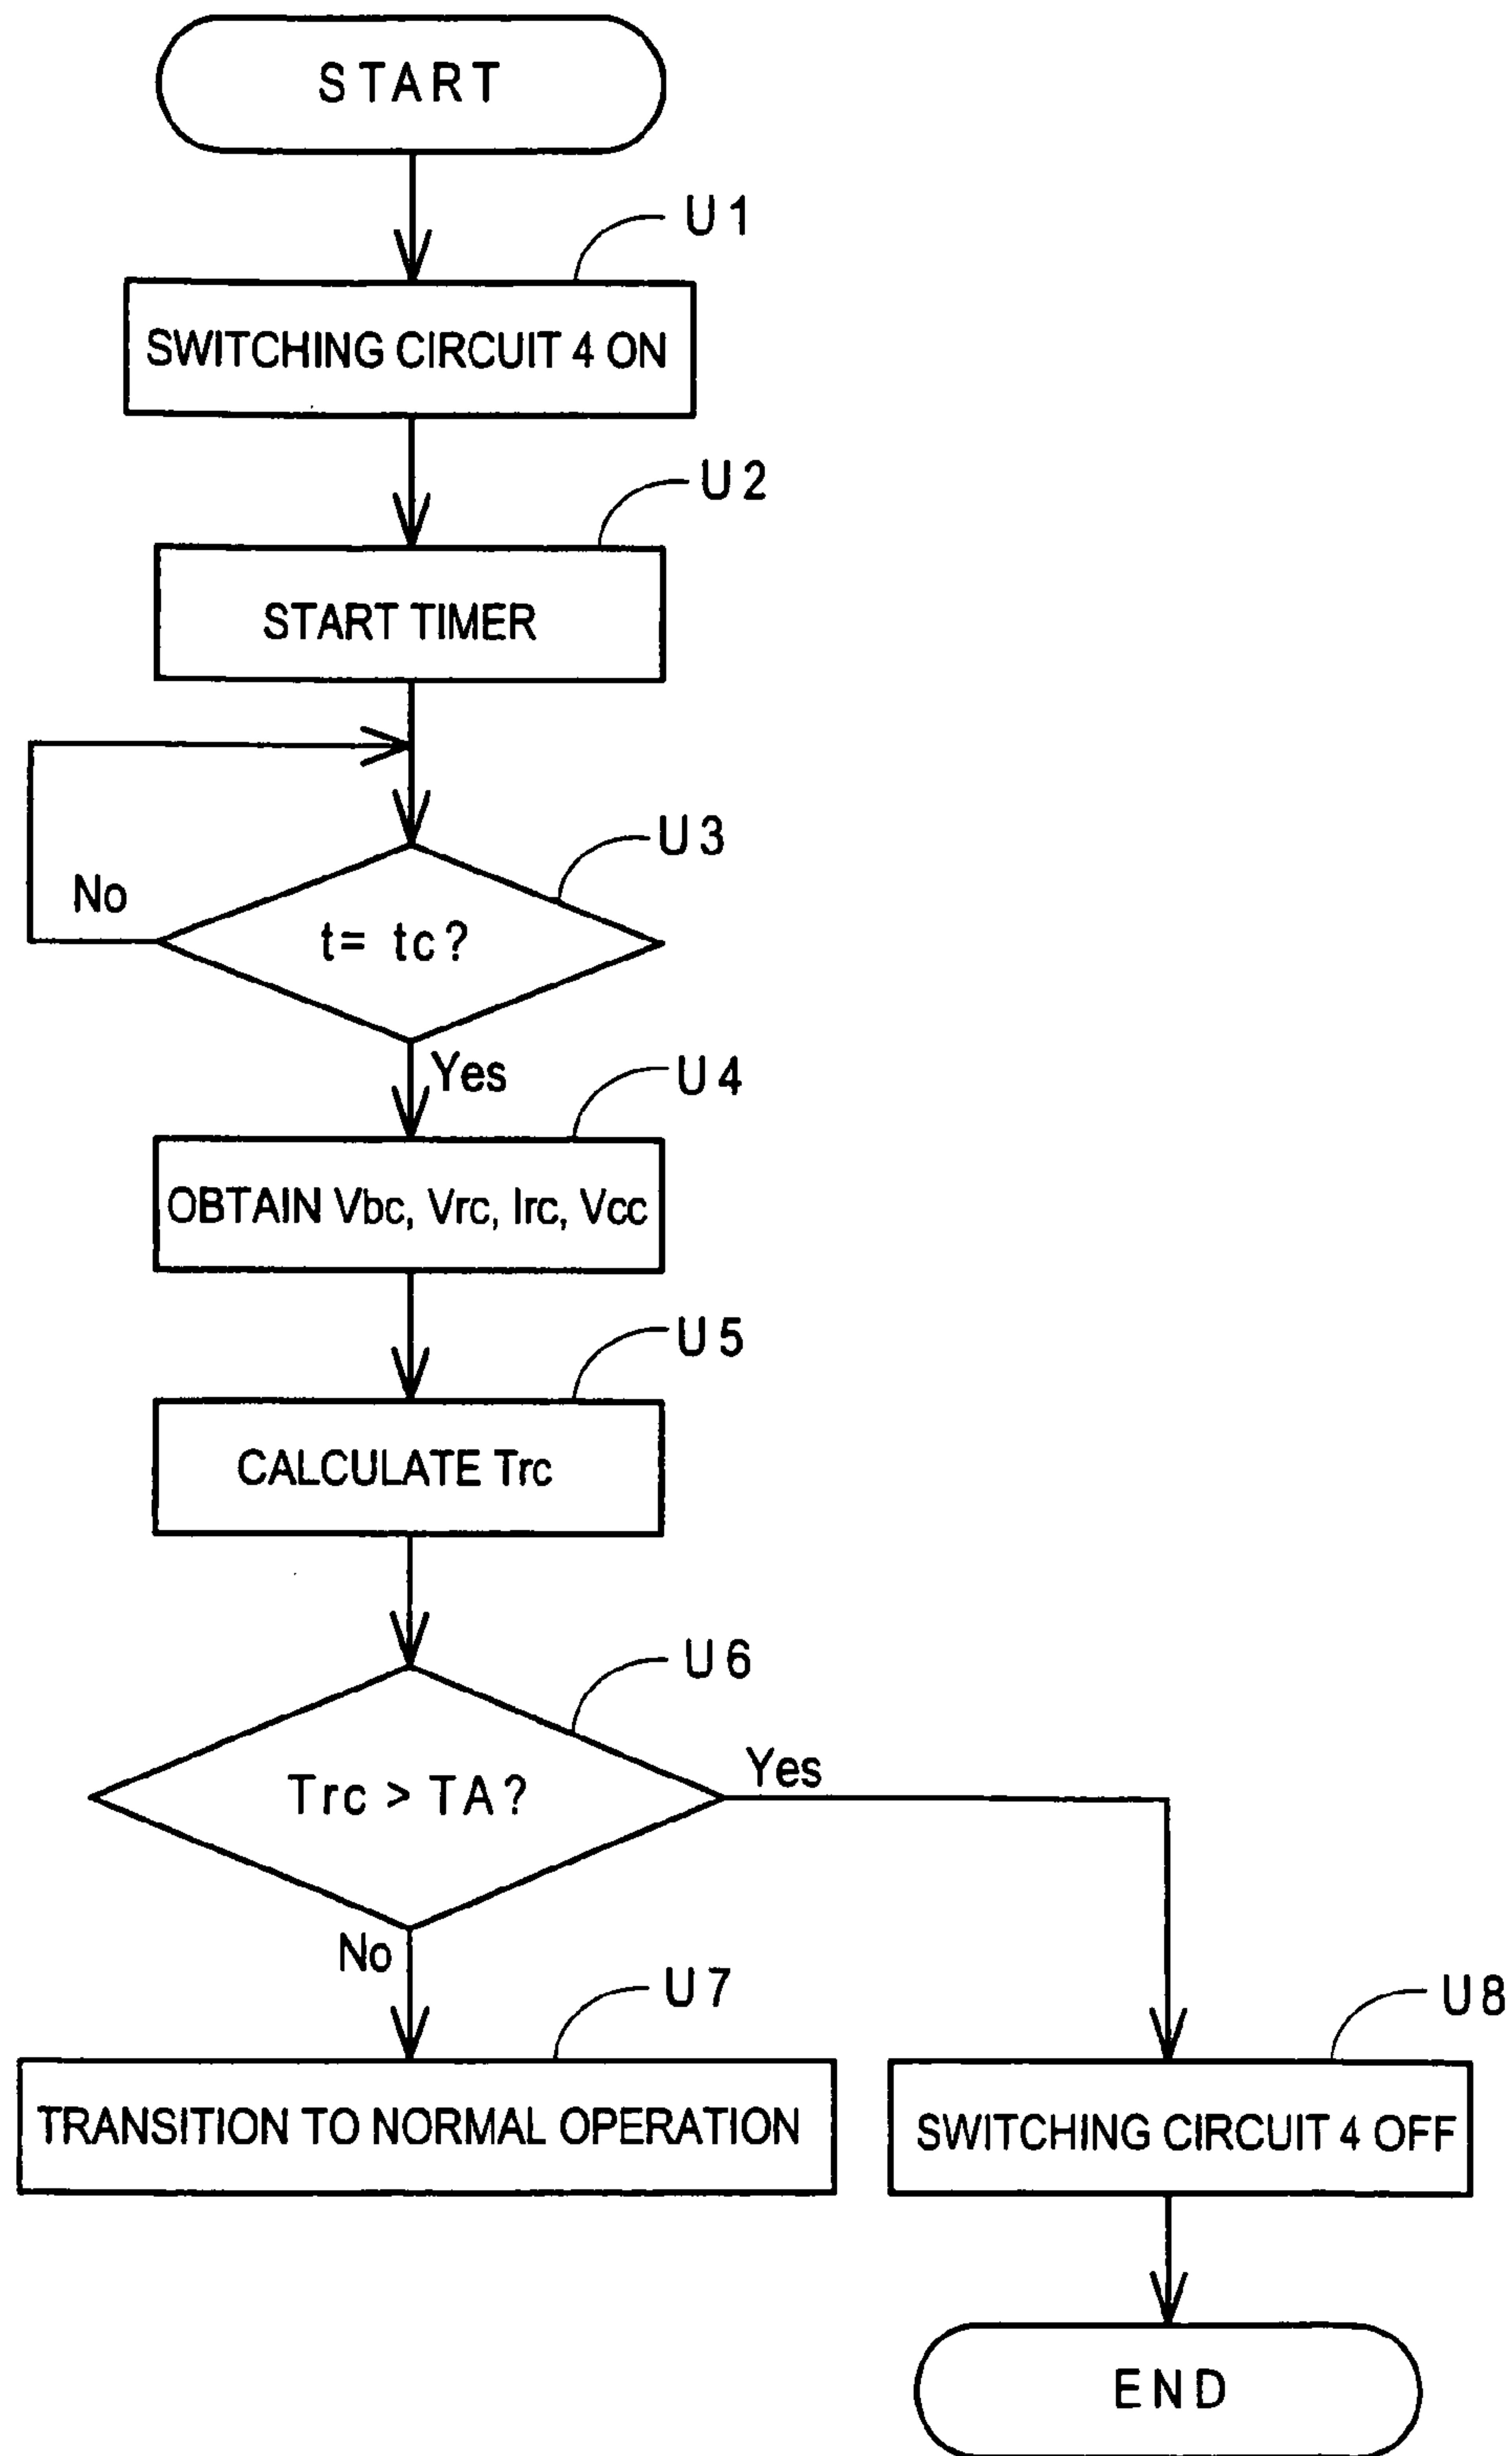 START
U1
SWITCHING CIRCUIT 4 ON
U2
START TIMER
U3
No
t= tc?
Yes
U4
OBTAIN Vbc, Vrc, Irc, Vcc
U5
CALCULATE Trc
U6
Trc > TA?
Yes
No
U7
TRANSITION TO NORMAL OPERATION
U8
SWITCHING CIRCUIT 4 OFF
END